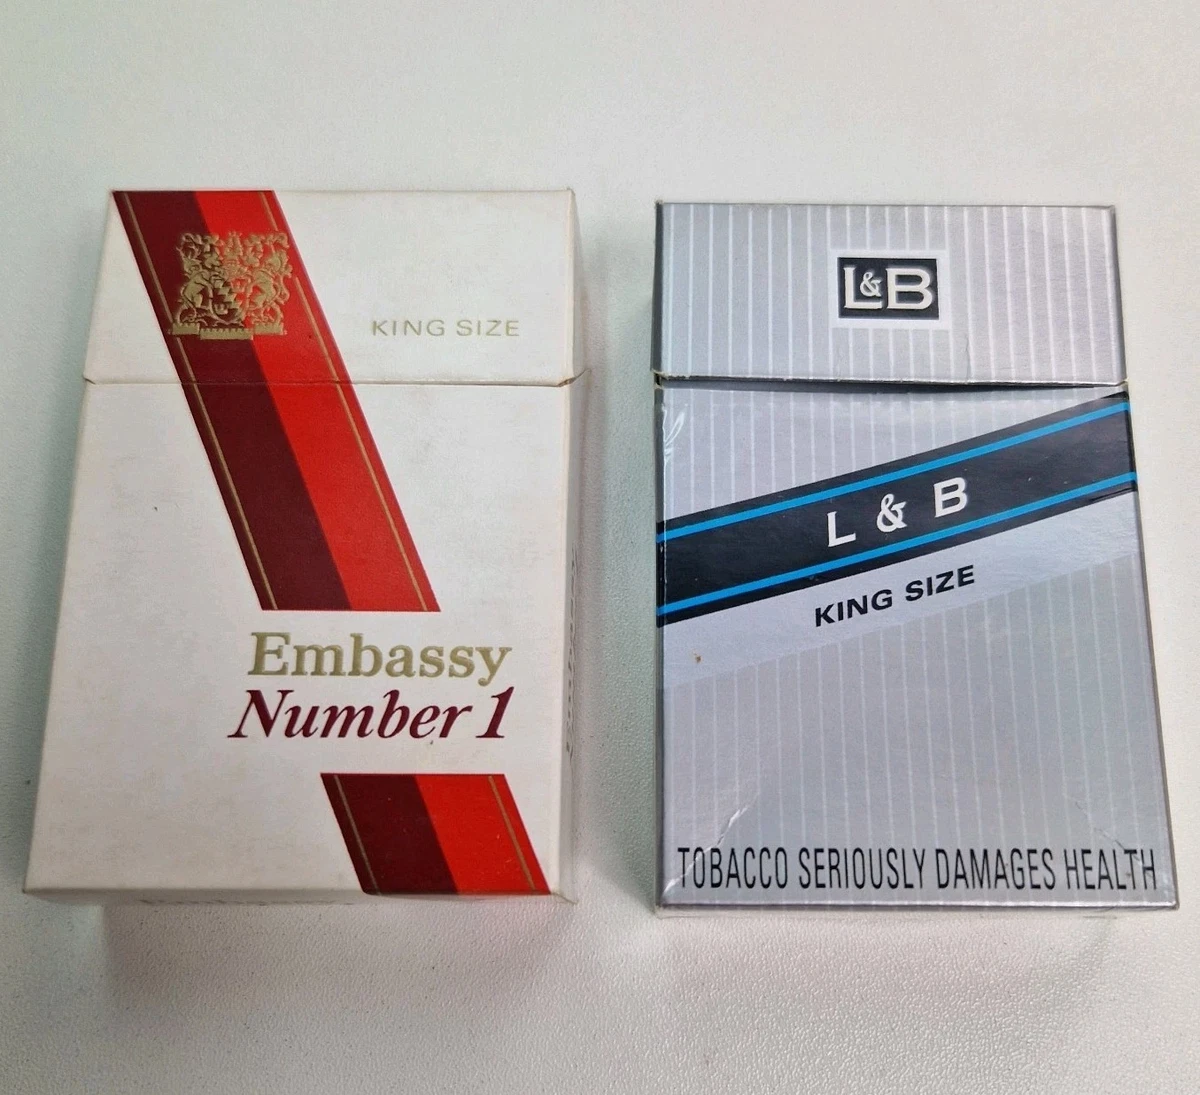 KING SIZE
Embassy
Number 1
L&B
L & B
KING SIZE
TOBACCO SERIOUSLY DAMAGES HEALTH